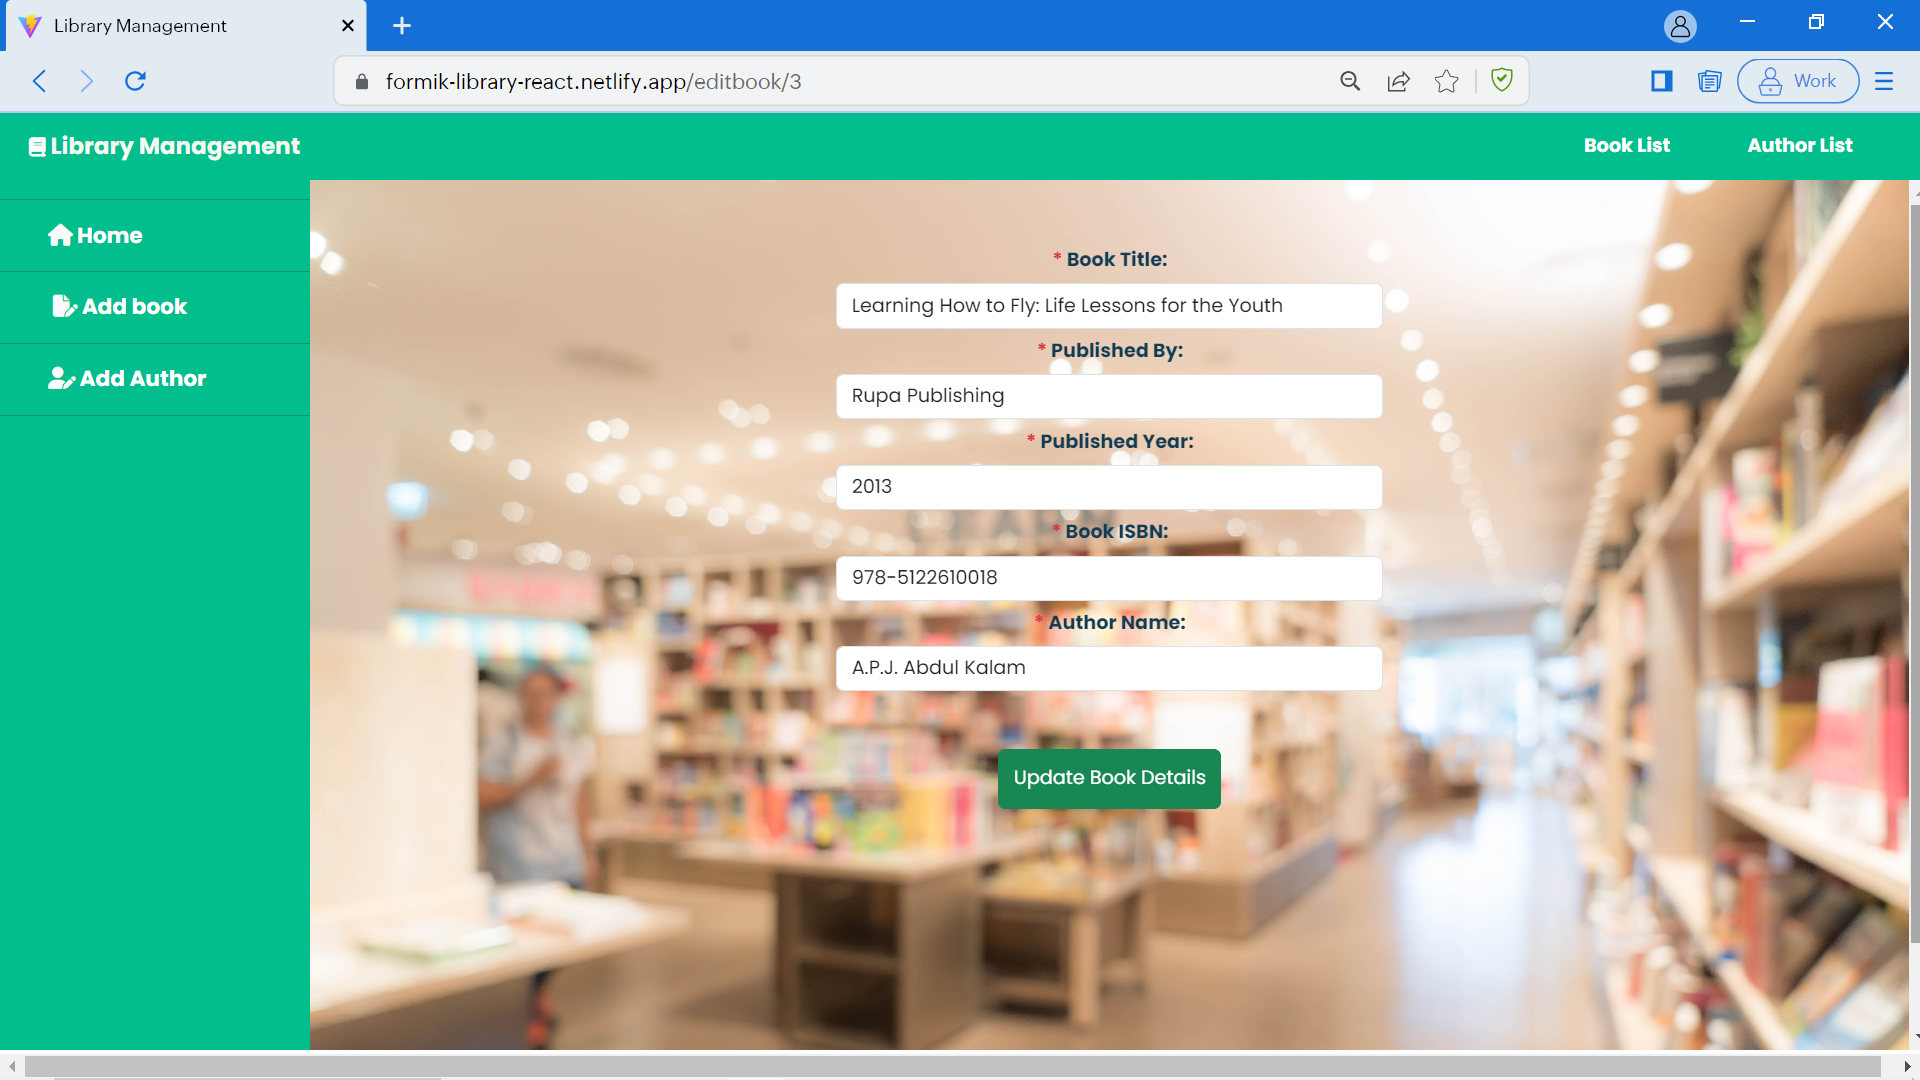 Library Management
formik-library-react.netlify.app/editbook/3
Work
Library Management
Book List
Author List
Home
Add book
Add Author
* Book Title:
Learning How to Fly: Life Lessons for the Youth
* Published By:
Rupa Publishing
* Published Year:
2013
* Book ISBN:
978-5122610018
* Author Name:
A.P.J. Abdul Kalam
Update Book Details